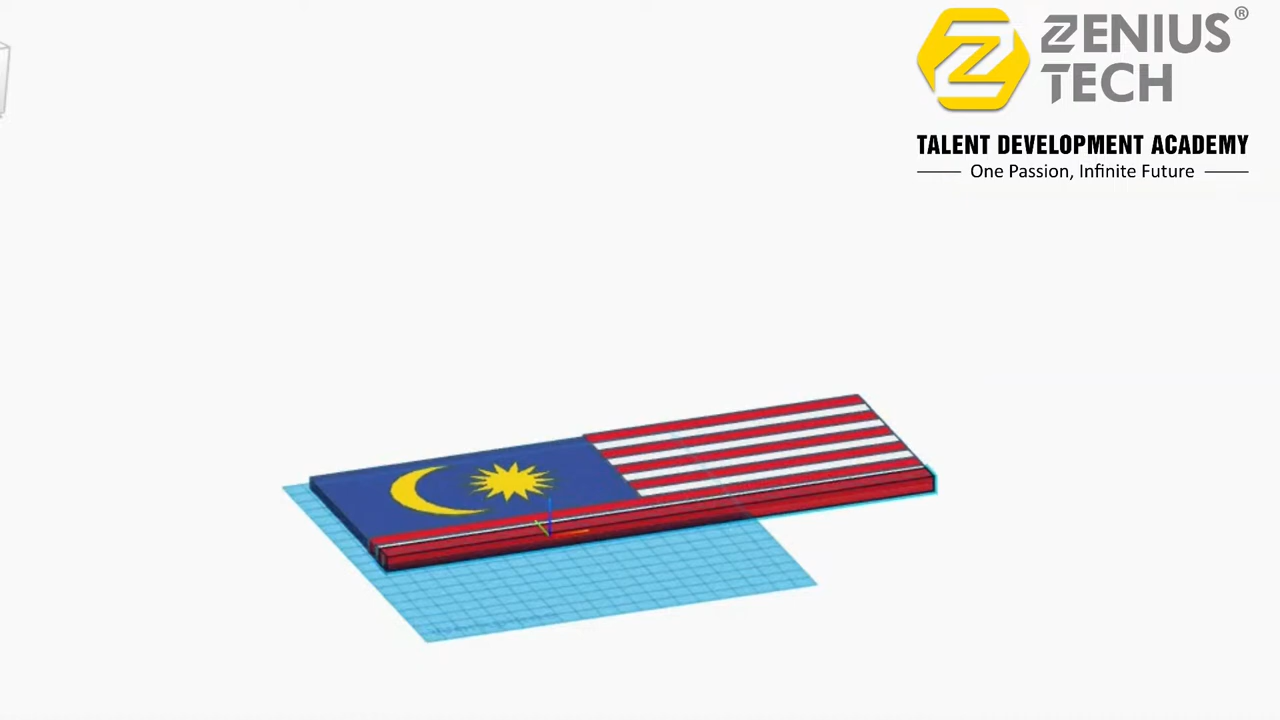 ZENIUS®
TECH
TALENT DEVELOPMENT ACADEMY
One Passion, Infinite Future